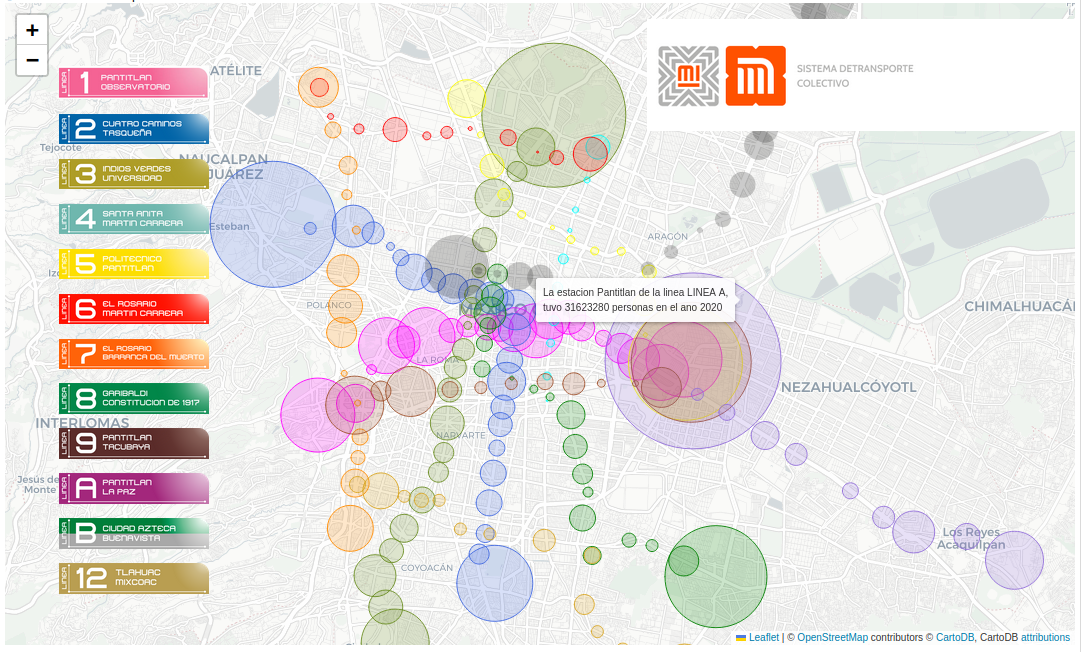 +
−
SISTEMA DETRANSPORTE
COLECTIVO
LINEA 1 PANTITLAN
OBSERVATORIO
LINEA 2 CUATRO CAMINOS
TASQUEÑA
LINEA 3 INDIOS VERDES
UNIVERSIDAD
LINEA 4 SANTA ANITA
MARTIN CARRERA
LINEA 5 POLITECNICO
PANTITLAN
LINEA 6 EL ROSARIO
MARTIN CARRERA
LINEA 7 EL ROSARIO
BARRANCA DEL MUERTO
LINEA 8 GARIBALDI
CONSTITUCION DE 1917
LINEA 9 PANTITLAN
TACUBAYA
LINEA A PANTITLAN
LA PAZ
LINEA B CIUDAD AZTECA
BUENAVISTA
LINEA 12 TLAHUAC
MIXCOAC
ATÉLITE
Tejocote
NAUCALPAN
JUÁREZ
Esteban
ARAGÓN
POLANCO
La estacion Pantitlan de la linea LINEA A,
tuvo 31623280 personas en el ano 2020
CHIMALHUACÁ
LA ROMA
NEZAHUALCÓYOTL
INTERLOMAS
NARVARTE
Jesús de
Monte
Los Reyes
Acaquilpan
COYOACÁN
Leaflet | © OpenStreetMap contributors © CartoDB, CartoDB attributions